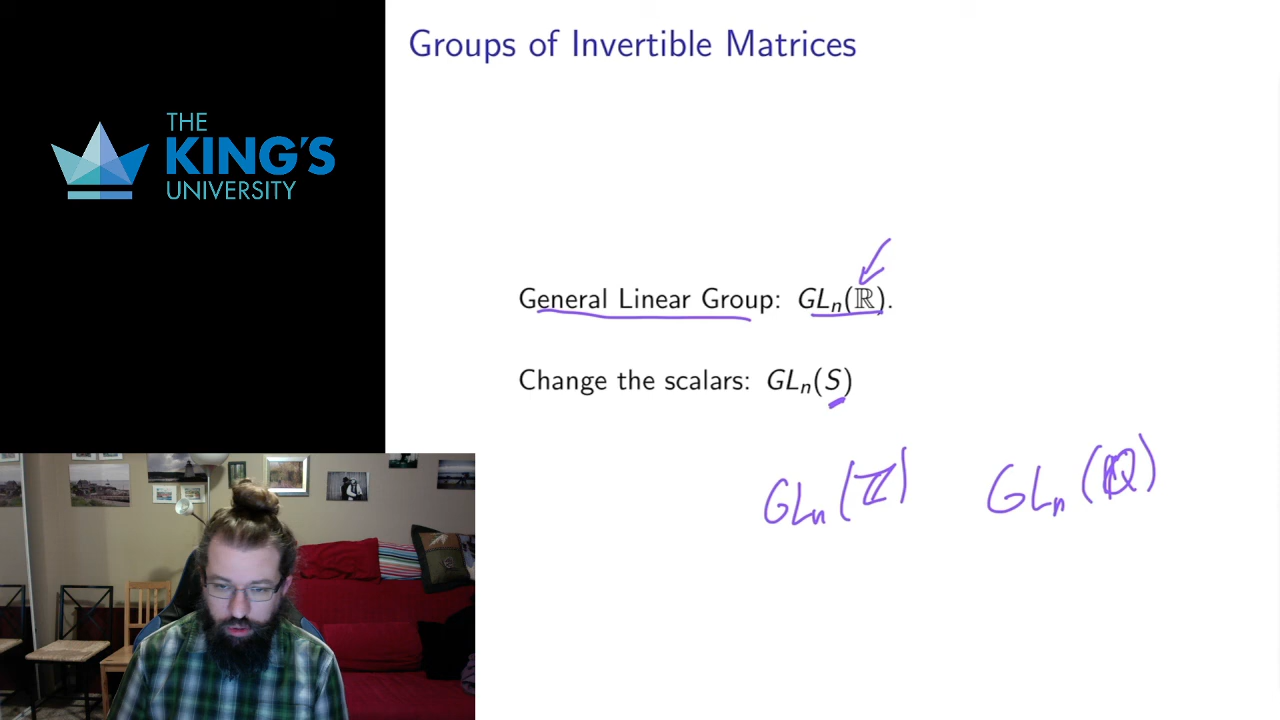 THE
KING'S
UNIVERSITY
Groups of Invertible Matrices
General Linear Group: GLₙ(ℝ).
Change the scalars: GLₙ(S)
GLₙ(ℤ) GLₙ(ℚ)